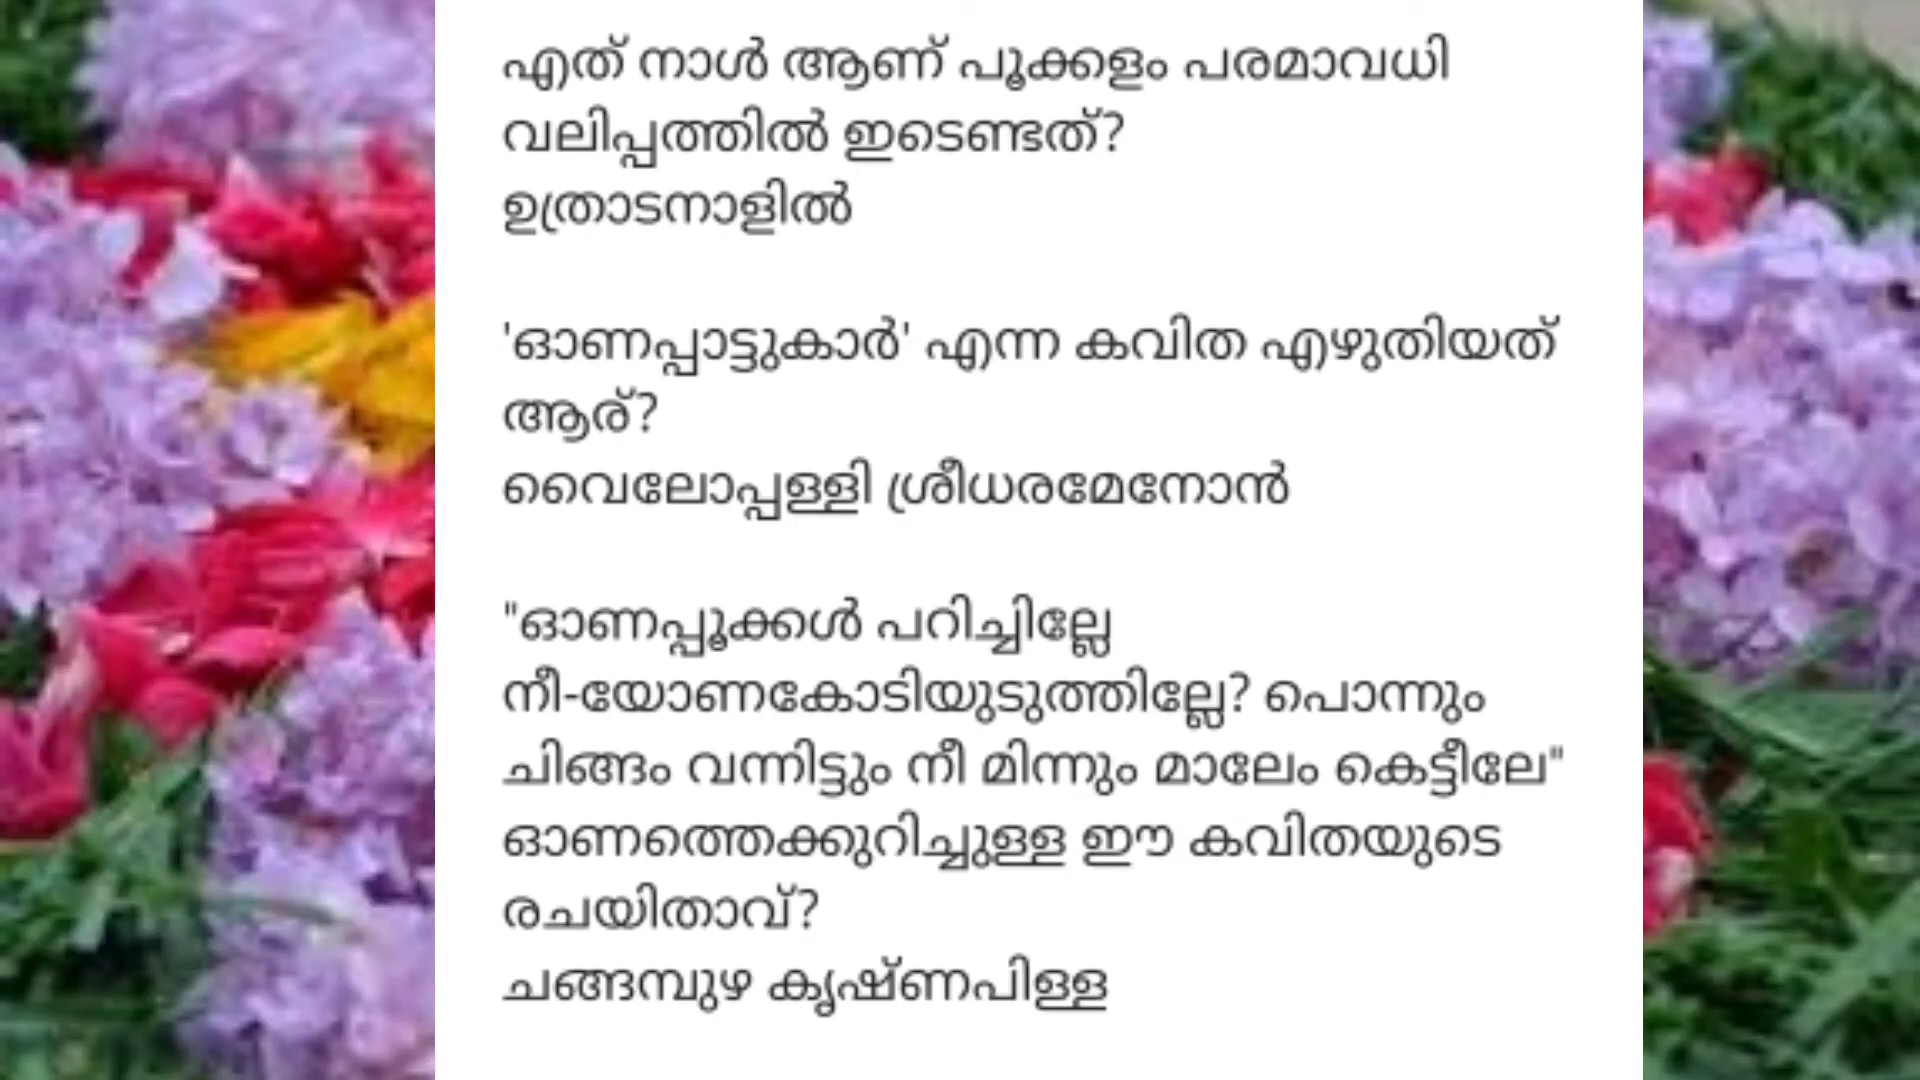 എത് നാൾ ആണ് പൂക്കളം പരമാവധി
വലിപ്പത്തിൽ ഇടെണ്ടത്?
ഉത്രാടനാളിൽ
'ഓണപ്പാട്ടുകാർ' എന്ന കവിത എഴുതിയത്
ആര്?
വൈലോപ്പള്ളി ശ്രീധരമേനോൻ
"ഓണപ്പൂക്കൾ പറിച്ചില്ലേ
നീ-യോണകോടിയുടുത്തില്ലേ? പൊന്നും
ചിങ്ങം വന്നിട്ടും നീ മിന്നും മാലേം കെട്ടീലേ"
ഓണത്തെക്കുറിച്ചുള്ള ഈ കവിതയുടെ
രചയിതാവ്?
ചങ്ങമ്പുഴ കൃഷ്ണപിള്ള